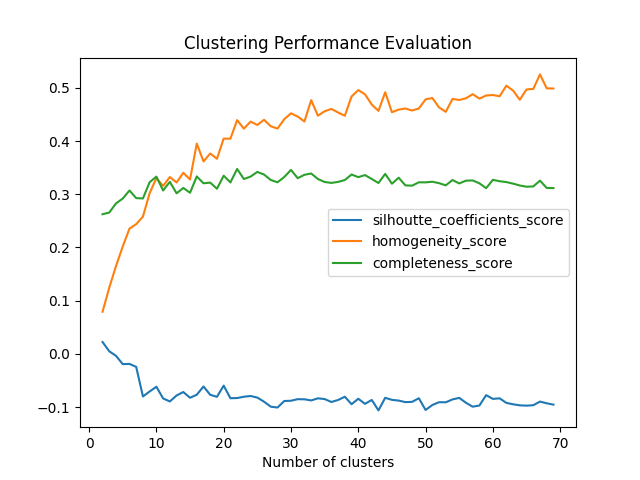 Clustering Performance Evaluation
0.5
0.4
0.3
0.2
0.1
0.0
−0.1
silhoutte_coefficients_score
homogeneity_score
completeness_score
0 10 20 30 40 50 60 70
Number of clusters